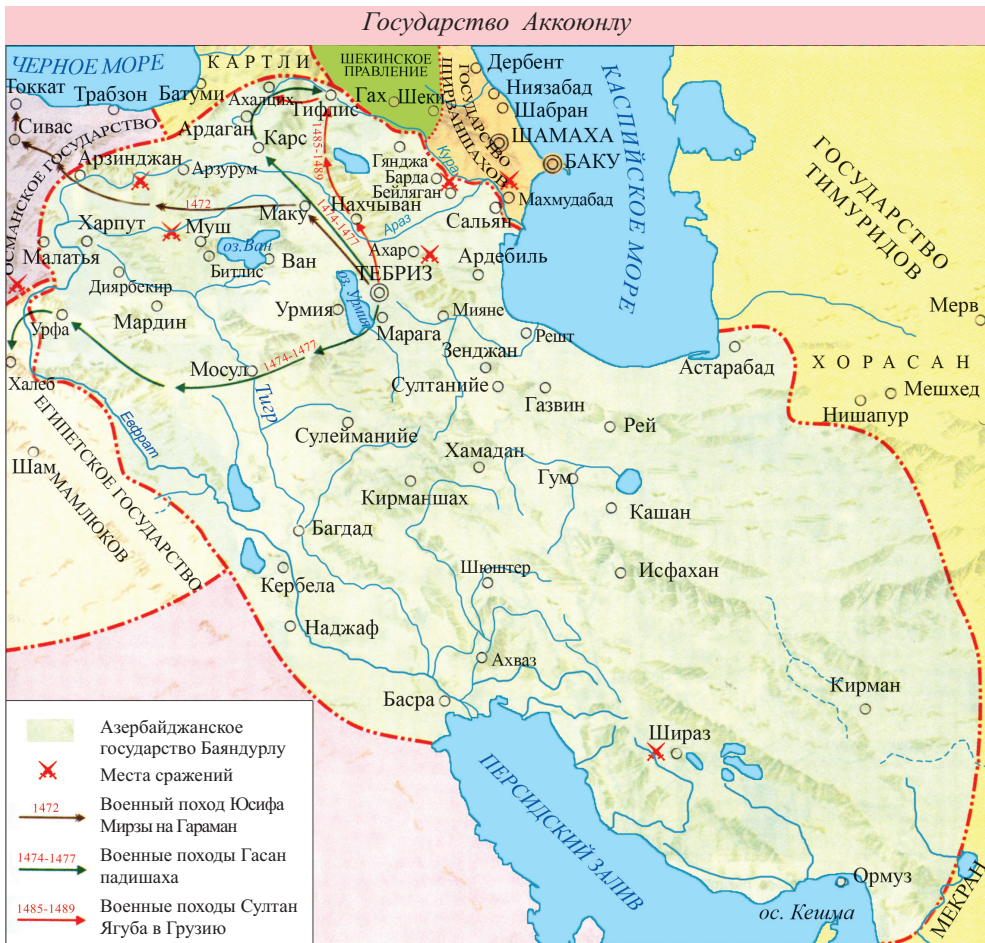 Государство Аккоюнлу
ЧЕРНОЕ МОРЕ
КАРТЛИ
ШЕКИНСКОЕ
ПРАВЛЕНИЕ
Дербент
Ниязабад
Шабран
ГОСУДАРСТВО
ШИРВАНШАХОВ
ШАМАХА
БАКУ
КАСПИЙСКОЕ МОРЕ
ГОСУДАРСТВО
ТИМУРИДОВ
Токкат
Трабзон
Батуми
Ахалцих
Тифлис
Гах
Шеки
Сивас
Ардаган
Карс
1485-1489
Гянджа
Кура
Барда
Бейляган
Махмудабад
ОСМАНСКОЕ ГОСУДАРСТВО
Арзинджан
Арзурум
1472
Маку
Нахчыван
1474-1477
Араз
Сальян
Харпут
Муш
оз.Ван
Ахар
Ардебиль
Малатья
Битлис
Ван
ТЕБРИЗ
Диярбекир
оз. Урмия
Мерв
Мардин
Урмия
Марага
Мияне
Урфа
1474-1477
Зенджан
Решт
Астарабад
ХОРАСАН
Халеб
Мосул
Султанийе
Газвин
Мешхед
Нишапур
Тигр
Евфрат
Сулейманийе
Рей
Шам
Хамадан
Гум
ЕГИПЕТСКОЕ ГОСУДАРСТВО
МАМЛЮКОВ
Кирманшах
Кашан
Багдад
Кербела
Шюштер
Исфахан
Наджаф
Ахваз
Басра
Кирман
Шираз
ПЕРСИДСКИЙ ЗАЛИВ
Ормуз
ос. Кешма
МЕКРАН
Азербайджанское
государство Баяндурлу
Места сражений
1472
Военный поход Юсифа
Мирзы на Гараман
1474-1477
Военные походы Гасан
падишаха
1485-1489
Военные походы Султан
Ягуба в Грузию